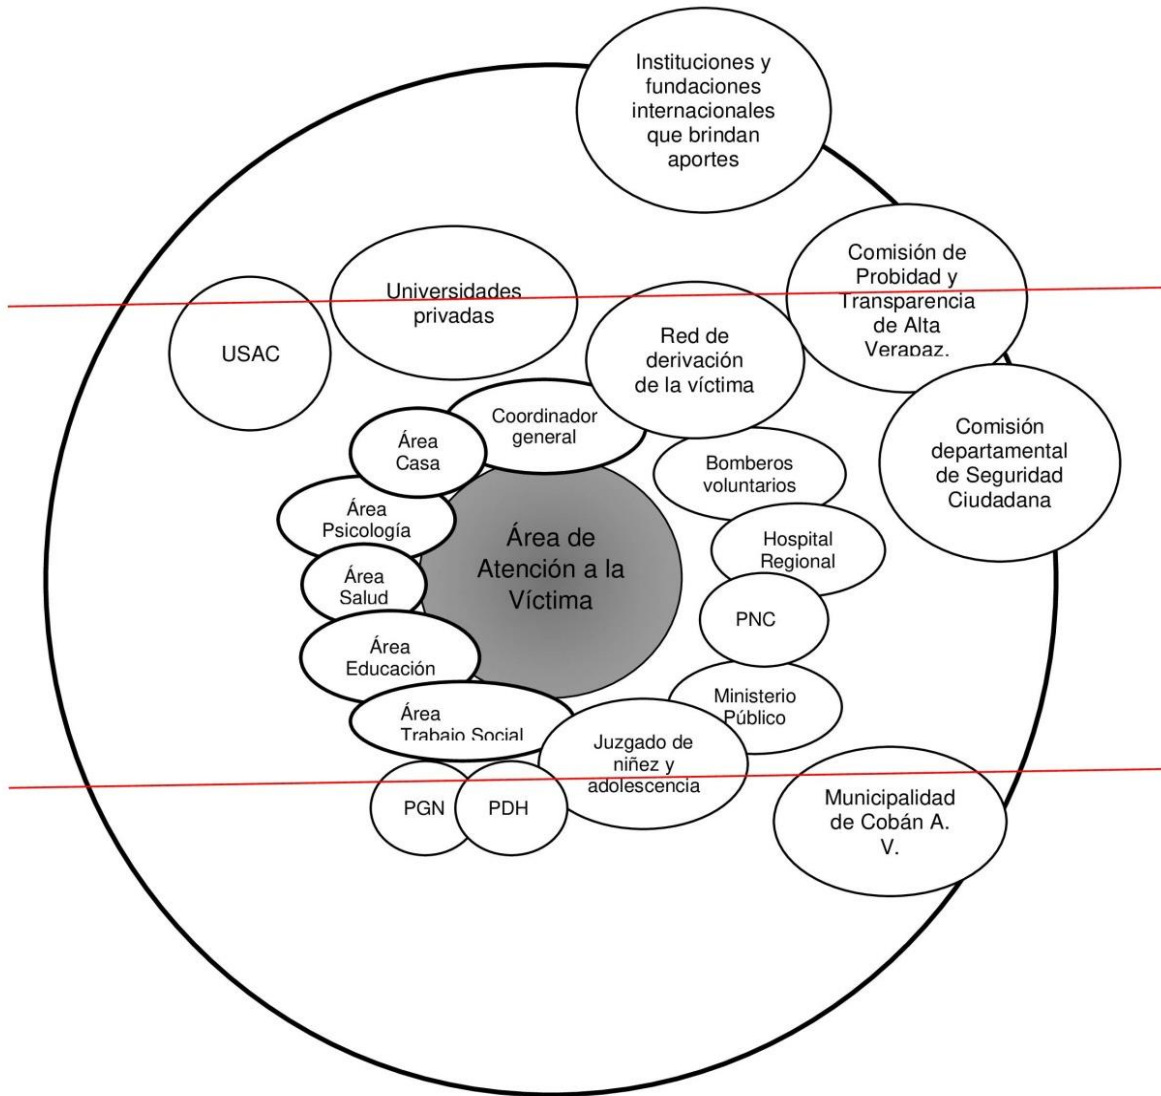 Instituciones y
fundaciones
internacionales
que brindan
aportes
Comisión de
Probidad y
Transparencia
de Alta
Verapaz.
Universidades
privadas
USAC
Red de
derivación
de la víctima
Comisión
departamental
de Seguridad
Ciudadana
Coordinador
general
Área
Casa
Bomberos
voluntarios
Área
Psicología
Hospital
Regional
Área de
Atención a la
Víctima
Área
Salud
PNC
Área
Educación
Ministerio
Público
Área
Trabajo Social
Juzgado de
niñez y
adolescencia
PGN
PDH
Municipalidad
de Cobán A.
V.